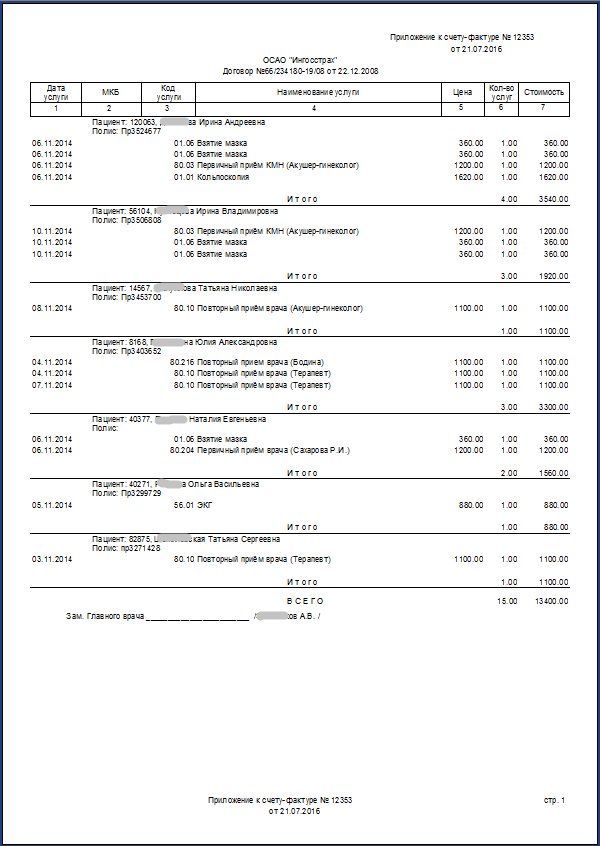 Приложение к счету-фактуре № 12353
от 21.07.2016
ОСАО "Ингосстрах"
Договор №66/234180-19/08 от 22.12.2008
Дата услуги МКБ Код услуги Наименование услуги Цена Кол-во услуг Стоимость
1 2 3 4 5 6 7
Пациент: 120063, ва Ирина Андреевна
Полис: Пр3524677
06.11.2014 01.06 Взятие мазка 360.00 1.00 360.00
06.11.2014 01.06 Взятие мазка 360.00 1.00 360.00
06.11.2014 80.03 Первичный приём КМН (Акушер-гинеколог) 1200.00 1.00 1200.00
06.11.2014 01.01 Кольпоскопия 1620.00 1.00 1620.00
Итого 4.00 3540.00
Пациент: 56104, ова Ирина Владимировна
Полис: Пр3506808
10.11.2014 80.03 Первичный приём КМН (Акушер-гинеколог) 1200.00 1.00 1200.00
10.11.2014 01.06 Взятие мазка 360.00 1.00 360.00
10.11.2014 01.06 Взятие мазка 360.00 1.00 360.00
Итого 3.00 1920.00
Пациент: 14567, ова Татьяна Николаевна
Полис: Пр3453700
08.11.2014 80.10 Повторный приём врача (Акушер-гинеколог) 1100.00 1.00 1100.00
Итого 1.00 1100.00
Пациент: 8168, на Юлия Александровна
Полис: Пр3403652
04.11.2014 80.216 Повторный прием врача (Бодина) 1100.00 1.00 1100.00
04.11.2014 80.10 Повторный приём врача (Терапевт) 1100.00 1.00 1100.00
07.11.2014 80.10 Повторный приём врача (Терапевт) 1100.00 1.00 1100.00
Итого 3.00 3300.00
Пациент: 40377, Наталия Евгеньевна
Полис:
06.11.2014 01.06 Взятие мазка 360.00 1.00 360.00
06.11.2014 80.204 Первичный приём врача (Сахарова Р.И.) 1200.00 1.00 1200.00
Итого 2.00 1560.00
Пациент: 40271, а Ольга Васильевна
Полис: Пр3299729
05.11.2014 56.01 ЭКГ 880.00 1.00 880.00
Итого 1.00 880.00
Пациент: 82875, ская Татьяна Сергеевна
Полис: пр3271428
03.11.2014 80.10 Повторный приём врача (Терапевт) 1100.00 1.00 1100.00
Итого 1.00 1100.00
ВСЕГО 15.00 13400.00
Зам. Главного врача ______________________ / ков А.В. /
Приложение к счету-фактуре № 12353 стр. 1
от 21.07.2016